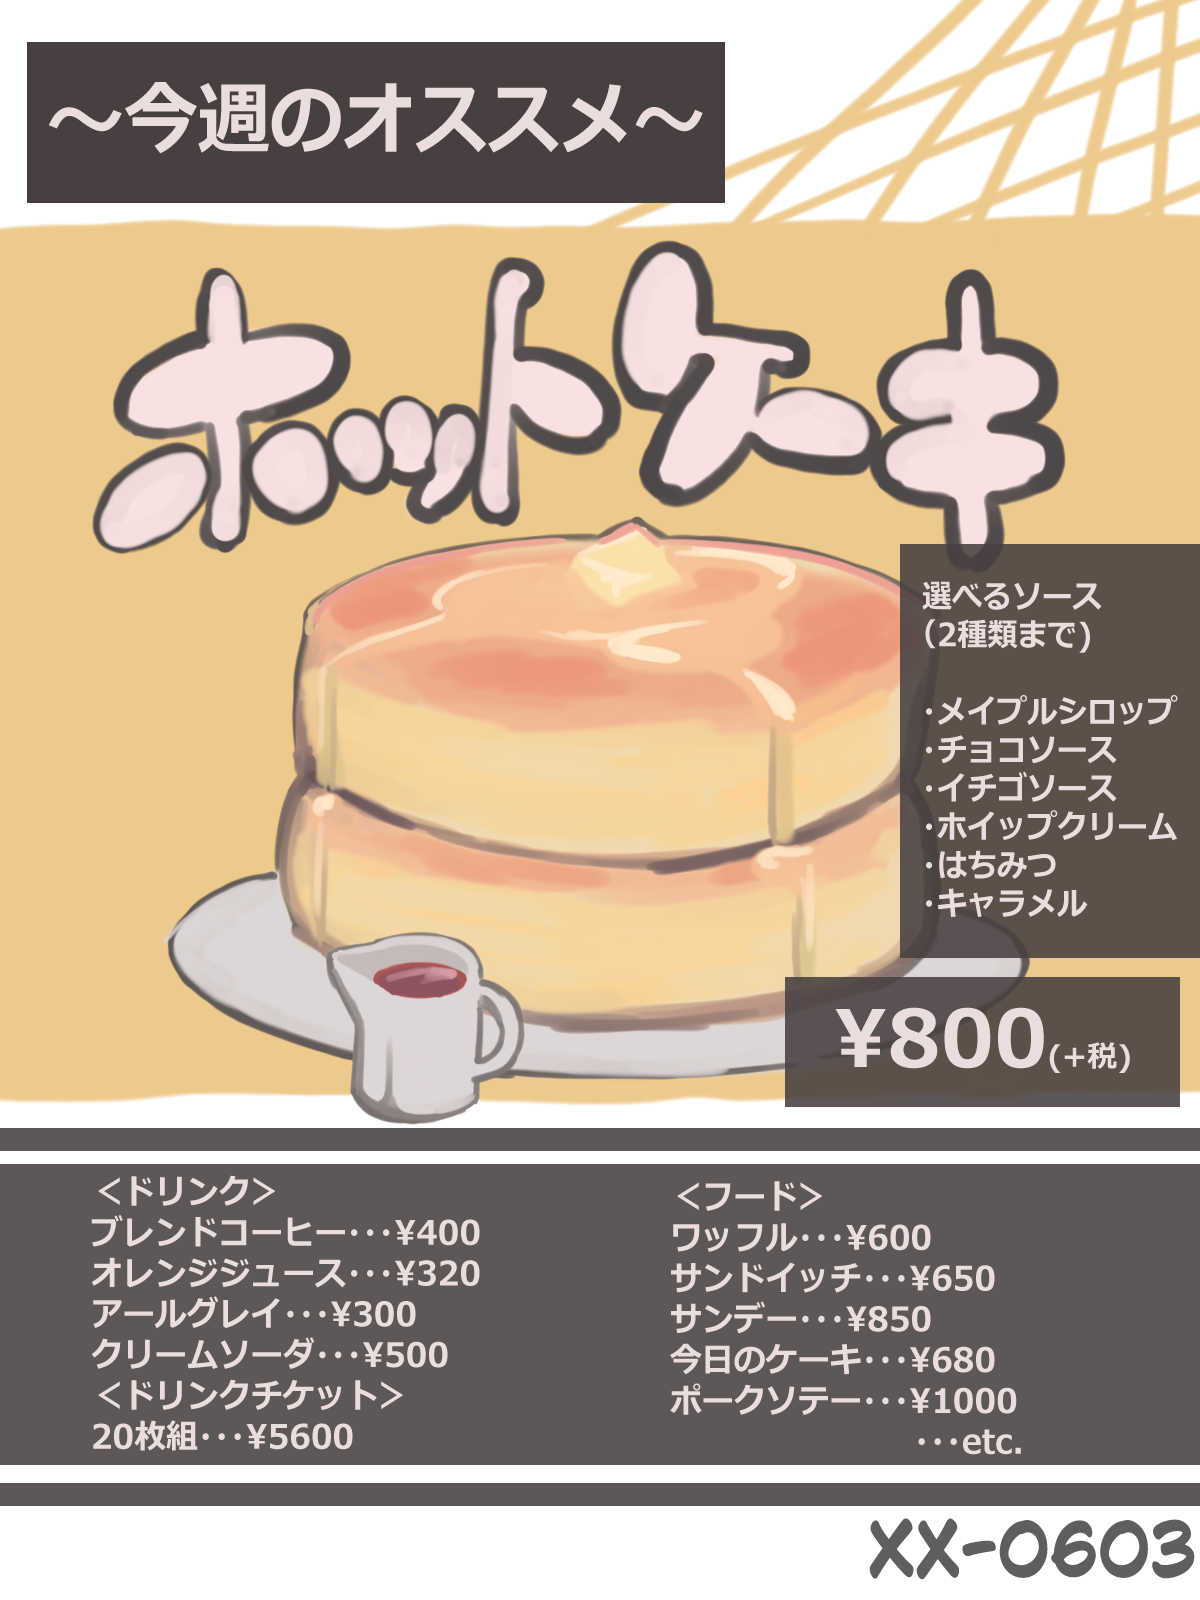 ～今週のオススメ～
ホットケーキ
選べるソース
(2種類まで)
・メイプルシロップ
・チョコソース
・イチゴソース
・ホイップクリーム
・はちみつ
・キャラメル
¥800(+税)
＜ドリンク＞
ブレンドコーヒー・・・¥400
オレンジジュース・・・¥320
アールグレイ・・・¥300
クリームソーダ・・・¥500
＜ドリンクチケット＞
20枚組・・・¥5600
＜フード＞
ワッフル・・・¥600
サンドイッチ・・・¥650
サンデー・・・¥850
今日のケーキ・・・¥680
ポークソテー・・・¥1000
・・・etc.
XX-0603